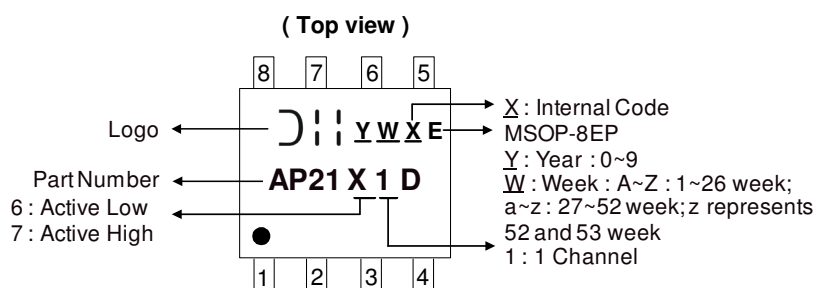 ( Top view )
8 7 6 5
Logo
Y W X E
Part Number
AP21 X 1 D
6 : Active Low
7 : Active High
X : Internal Code
MSOP-8EP
Y : Year : 0~9
W : Week : A~Z : 1~26 week;
a~z : 27~52 week; z represents
52 and 53 week
1 : 1 Channel
1 2 3 4